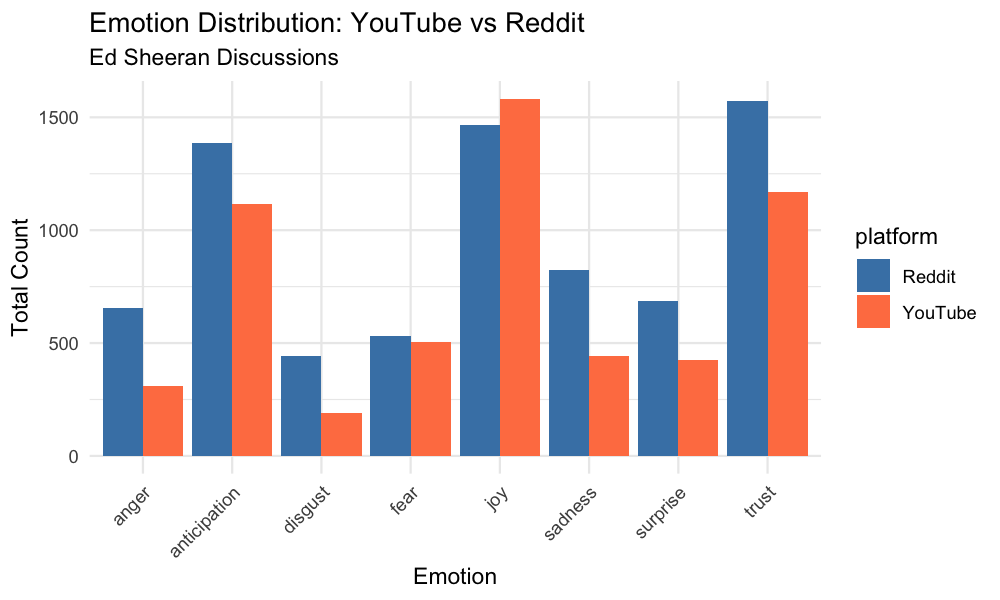 Emotion Distribution: YouTube vs Reddit
Ed Sheeran Discussions
Total Count
1500
1000
500
0
anger
anticipation
disgust
fear
joy
sadness
surprise
trust
Emotion
platform
Reddit
YouTube